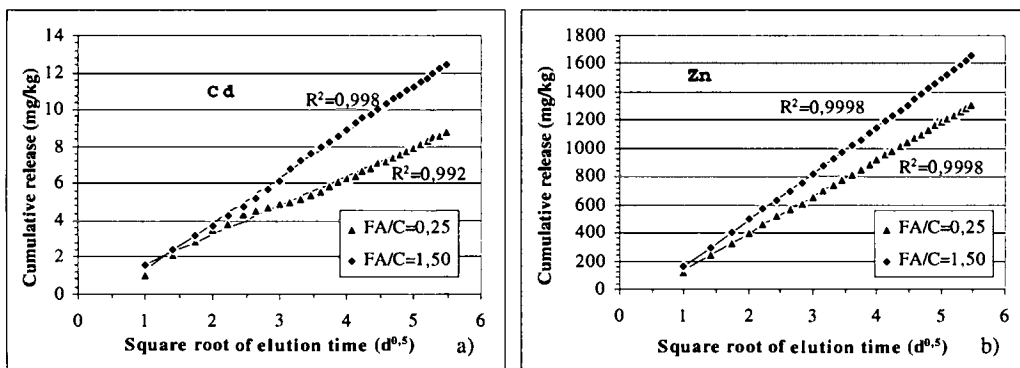 Cumulative release (mg/kg)
14
12
10
8
6
4
2
0
Cd
R²=0,998
R²=0,992
▲ FA/C=0,25
◆ FA/C=1,50
0 1 2 3 4 5 6
Square root of elution time (d⁰,⁵) a)
Cumulative release (mg/kg)
1800
1600
1400
1200
1000
800
600
400
200
0
Zn
R²=0,9998
R²=0,9998
▲ FA/C=0,25
◆ FA/C=1,50
0 1 2 3 4 5 6
Square root of elution time (d⁰,⁵) b)